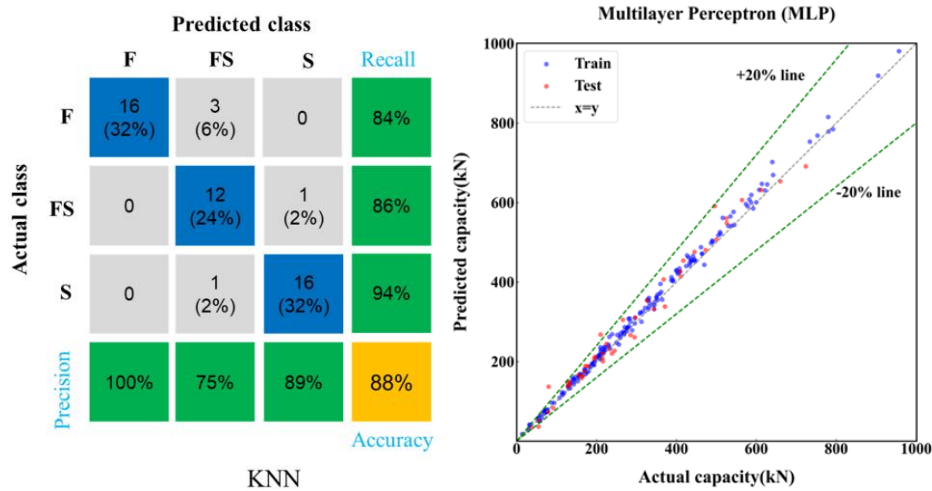 Predicted class
F FS S Recall
Actual class
F 16 3 0 84%
(32%) (6%)
FS 0 12 1 86%
(24%) (2%)
S 0 1 16 94%
(2%) (32%)
Precision 100% 75% 89% 88%
Accuracy
KNN
Multilayer Perceptron (MLP)
Train
Test
x=y
+20% line
-20% line
Predicted capacity(kN)
1000
800
600
400
200
0 200 400 600 800 1000
Actual capacity(kN)